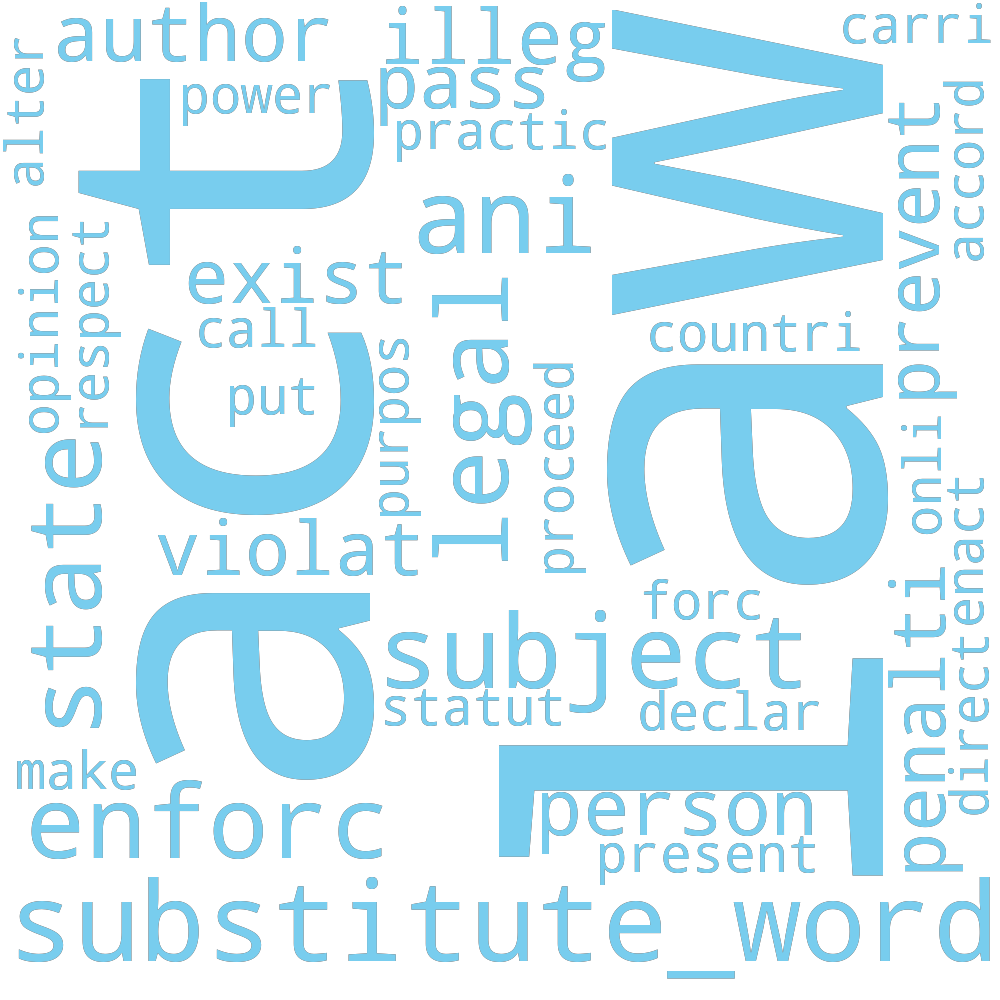 author
illeg
carri
alter
power
pass
practic
act
law
prevent
accord
ani
opinion
respect
exist
call
legal
countri
put
purpos
proceed
onli
state
violat
enact
forc
subject
penalti
direct
statut
declar
make
enforc
person
present
substitute_word